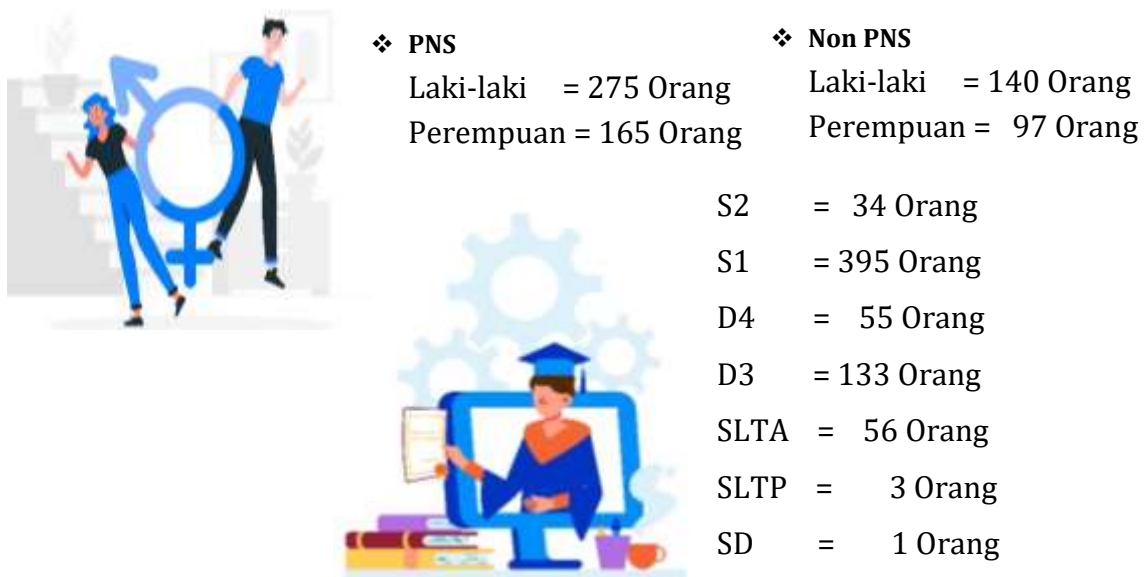 ❖ PNS
Laki-laki = 275 Orang
Perempuan = 165 Orang
❖ Non PNS
Laki-laki = 140 Orang
Perempuan = 97 Orang
S2 = 34 Orang
S1 = 395 Orang
D4 = 55 Orang
D3 = 133 Orang
SLTA = 56 Orang
SLTP = 3 Orang
SD = 1 Orang